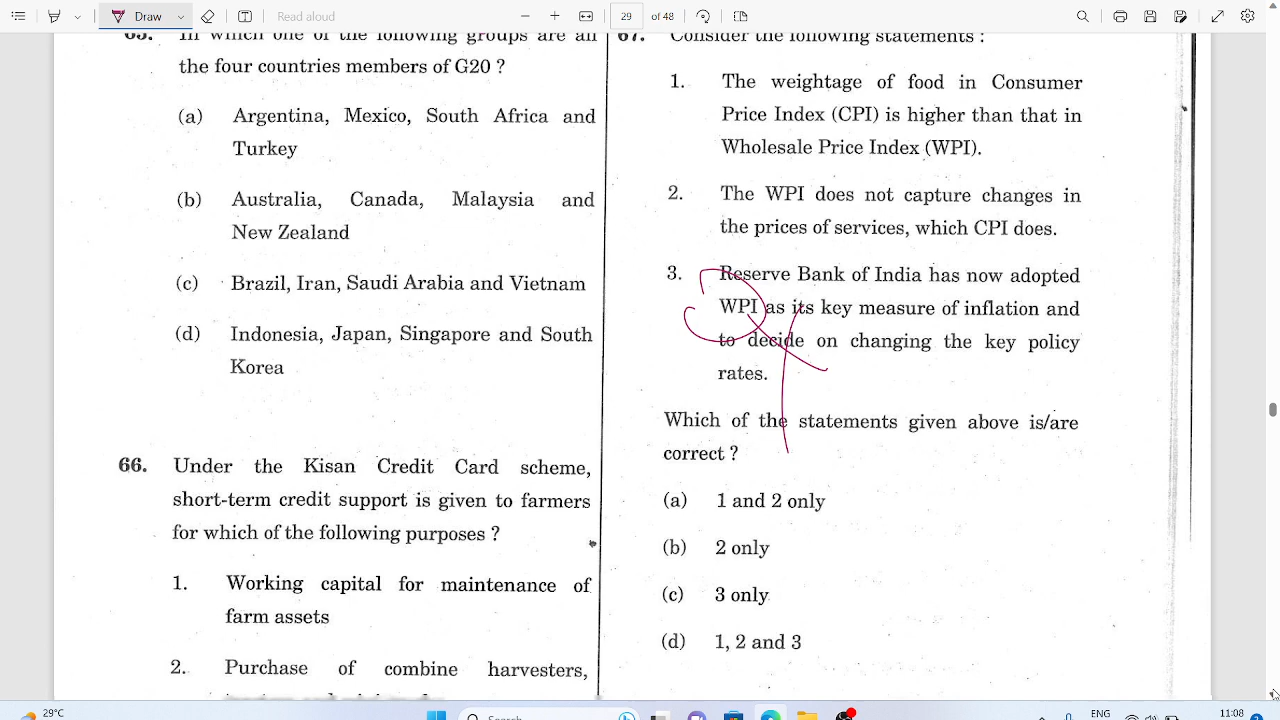 Draw
Read aloud
29 of 48
65. In which one of the following groups are all
the four countries members of G20 ?
(a) Argentina, Mexico, South Africa and
Turkey
(b) Australia, Canada, Malaysia and
New Zealand
(c) Brazil, Iran, Saudi Arabia and Vietnam
(d) Indonesia, Japan, Singapore and South
Korea
66. Under the Kisan Credit Card scheme,
short-term credit support is given to farmers
for which of the following purposes ?
1. Working capital for maintenance of
farm assets
2. Purchase of combine harvesters,
67. Consider the following statements :
1. The weightage of food in Consumer
Price Index (CPI) is higher than that in
Wholesale Price Index (WPI).
2. The WPI does not capture changes in
the prices of services, which CPI does.
3. Reserve Bank of India has now adopted
WPI as its key measure of inflation and
to decide on changing the key policy
rates.
Which of the statements given above is/are
correct ?
(a) 1 and 2 only
(b) 2 only
(c) 3 only
(d) 1, 2 and 3
29°C
Search
ENG